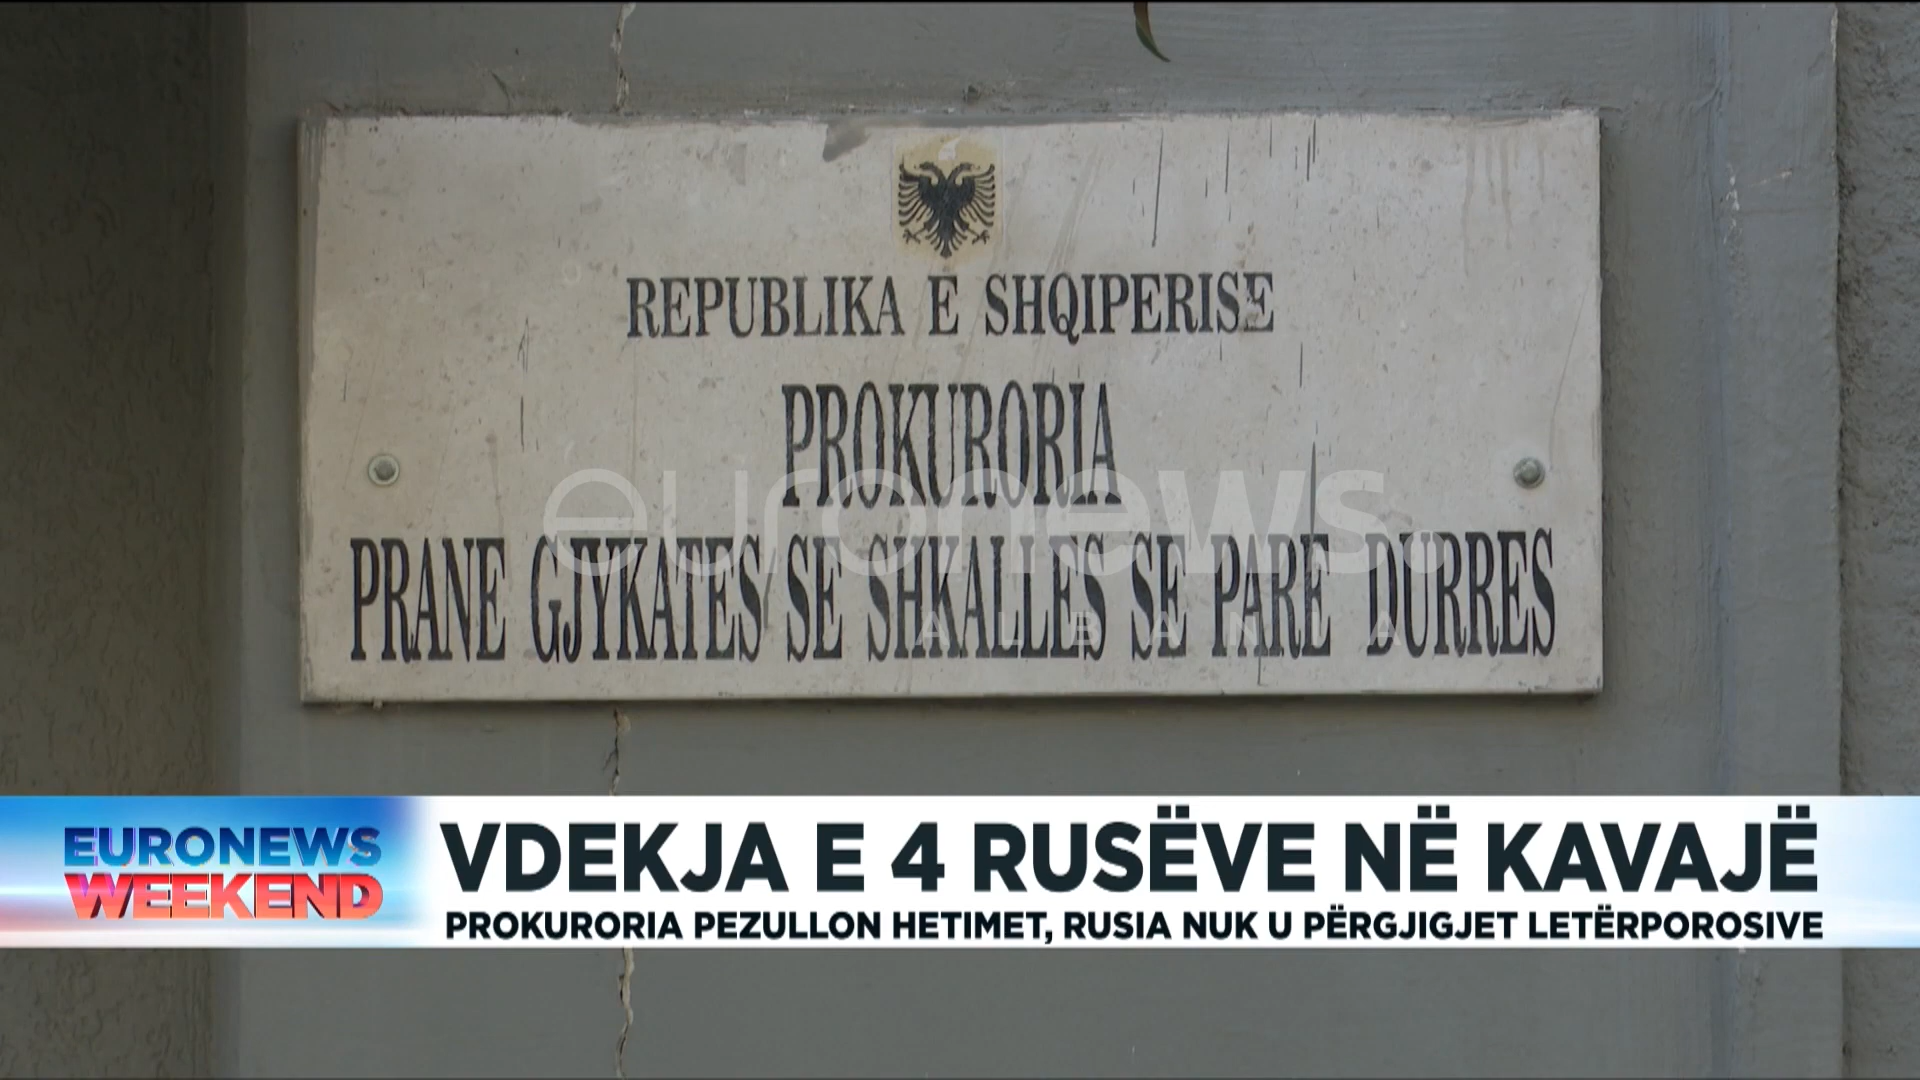 REPUBLIKA E SHQIPERISE
PROKURORIA
PRANE GJYKATES SE SHKALLES SE PARE DURRES
euronews.
ALBANIA
EURONEWS
WEEKEND
VDEKJA E 4 RUSËVE NË KAVAJË
PROKURORIA PEZULLON HETIMET, RUSIA NUK U PËRGJIGJET LETËRPOROSIVE